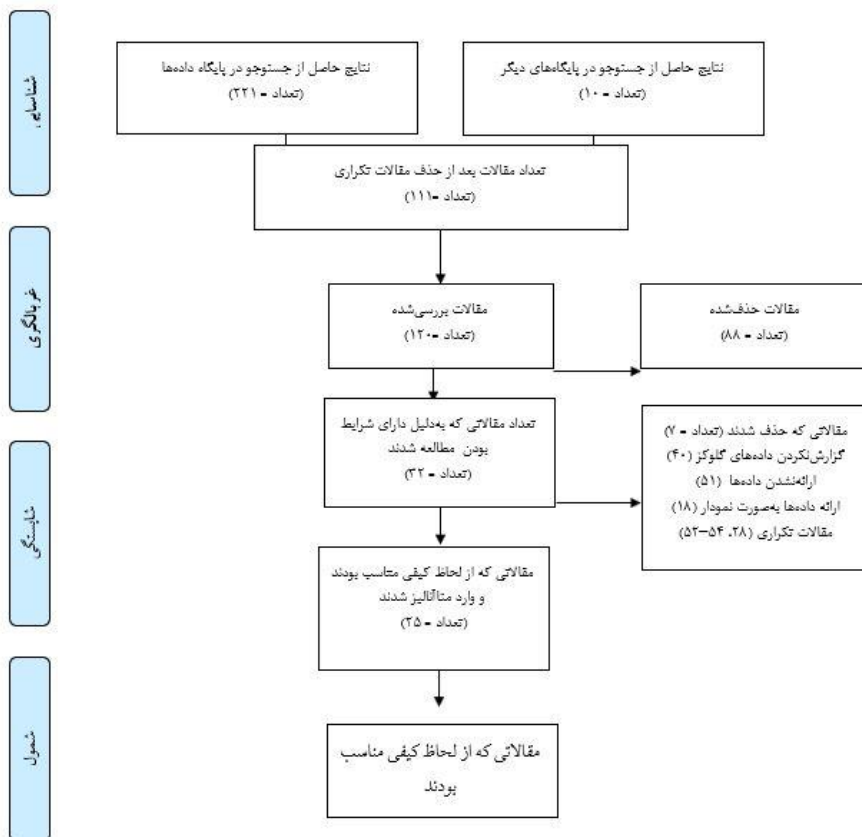 شناسایی
نتایج حاصل از جستوجو در پایگاه‌های دیگر
(تعداد = ۱۰)
نتایج حاصل از جستوجو در پایگاه داده‌ها
(تعداد = ۲۲۱)
تعداد مقالات بعد از حذف مقالات تکراری
(تعداد =۱۱۱)
غربالگری
مقالات بررسی‌شده
(تعداد =۱۲۰)
مقالات حذف‌شده
(تعداد = ۸۸)
شایستگی
تعداد مقالاتی که به‌دلیل دارای شرایط
بودن مطالعه شدند
(تعداد = ۳۲)
مقالاتی که حذف شدند (تعداد = ۷)
گزارش‌نکردن داده‌های گلوکز (۴۰)
ارائه‌نشدن داده‌ها (۵۱)
ارائه داده‌ها به‌صورت نمودار (۱۸)
مقالات تکراری (۲۸، ۵۴–۵۲)
مقالاتی که از لحاظ کیفی متاسب بودند
و وارد متاآنالیز شدند
(تعداد = ۲۵)
شمول
مقالاتی که از لحاظ کیفی مناسب
بودند